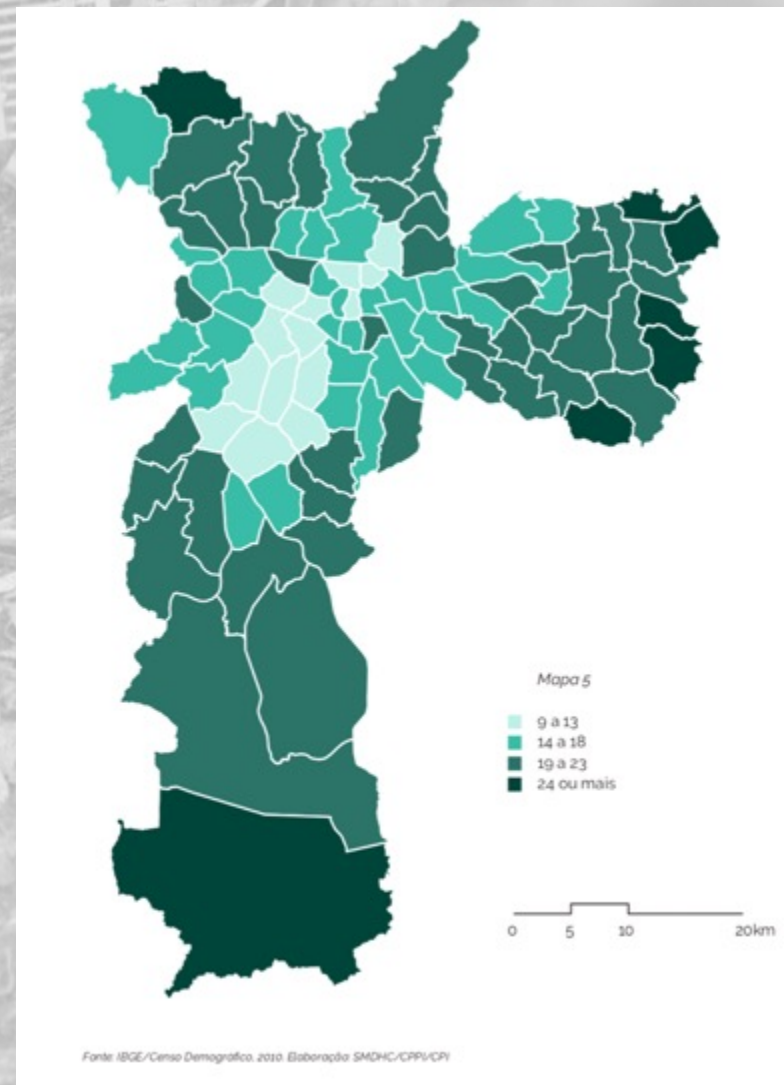 Mapa 5
9 a 13
14 a 18
19 a 23
24 ou mais
0 5 10 20km
Fonte: IBGE/Censo Demográfico, 2010. Elaboração: SMDHC/CPPI/CPI